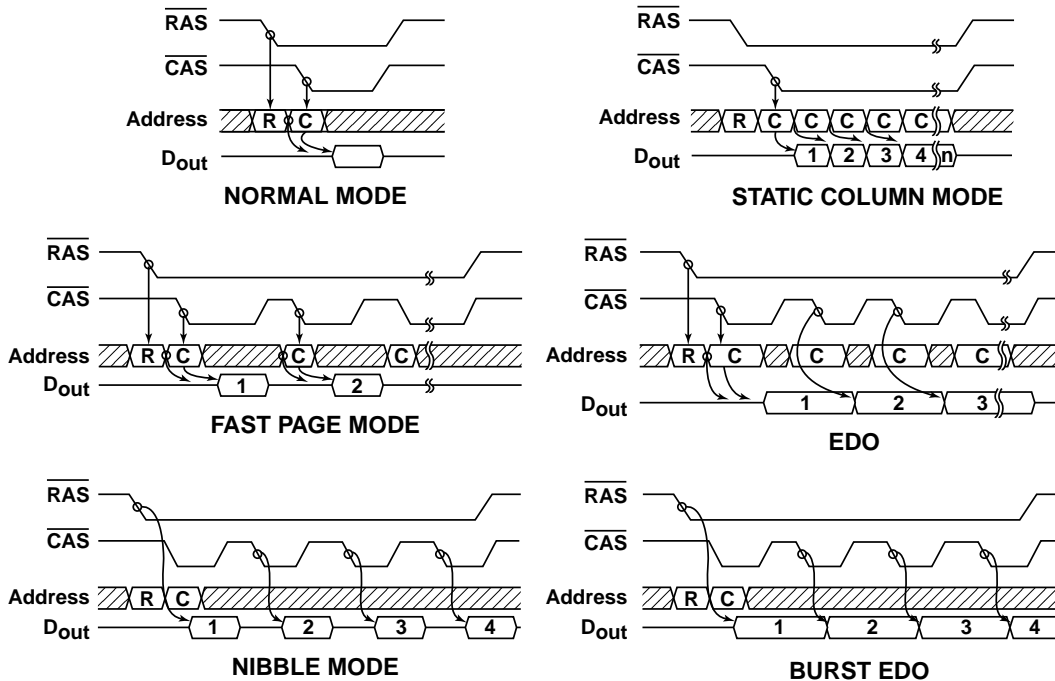 RAS
CAS
Address R C
Dout
NORMAL MODE
RAS
CAS
Address R C C C C
Dout 1 2 3 4 n
STATIC COLUMN MODE
RAS
CAS
Address R C C C
Dout 1 2
FAST PAGE MODE
RAS
CAS
Address R C C C C
Dout 1 2 3
EDO
RAS
CAS
Address R C
Dout 1 2 3 4
NIBBLE MODE
RAS
CAS
Address R C
Dout 1 2 3 4
BURST EDO